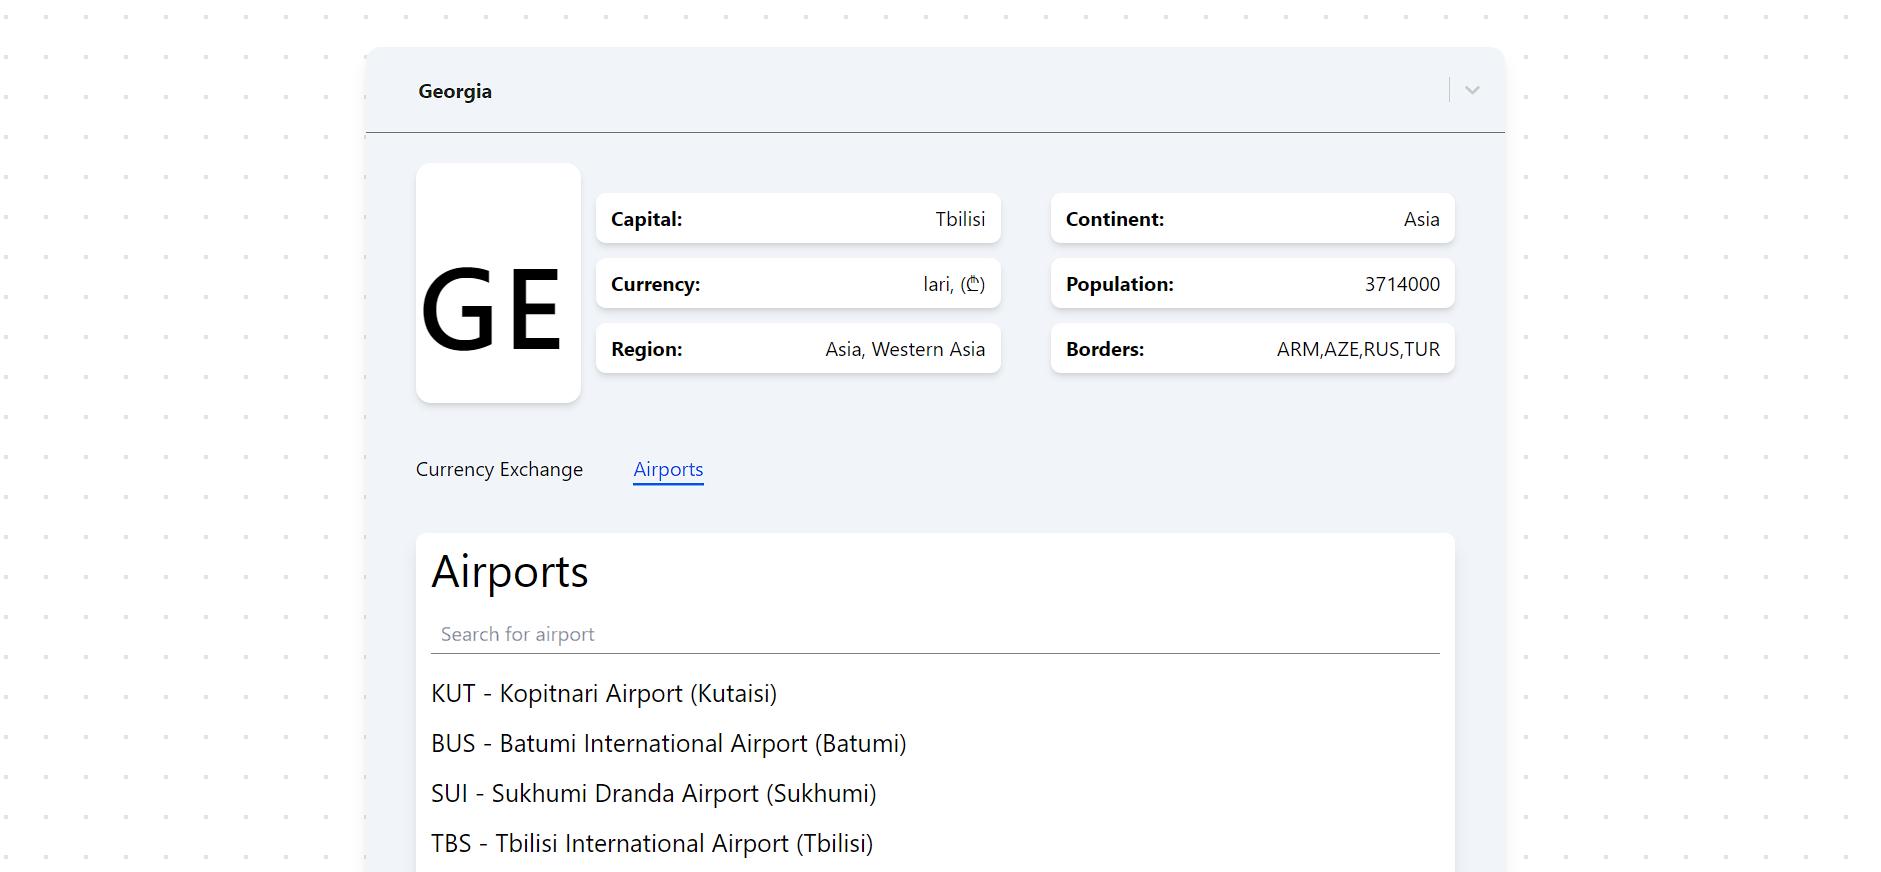 Georgia
GE
Capital: Tbilisi
Continent: Asia
Currency: lari, (₾)
Population: 3714000
Region: Asia, Western Asia
Borders: ARM,AZE,RUS,TUR
Currency Exchange Airports
Airports
Search for airport
KUT - Kopitnari Airport (Kutaisi)
BUS - Batumi International Airport (Batumi)
SUI - Sukhumi Dranda Airport (Sukhumi)
TBS - Tbilisi International Airport (Tbilisi)